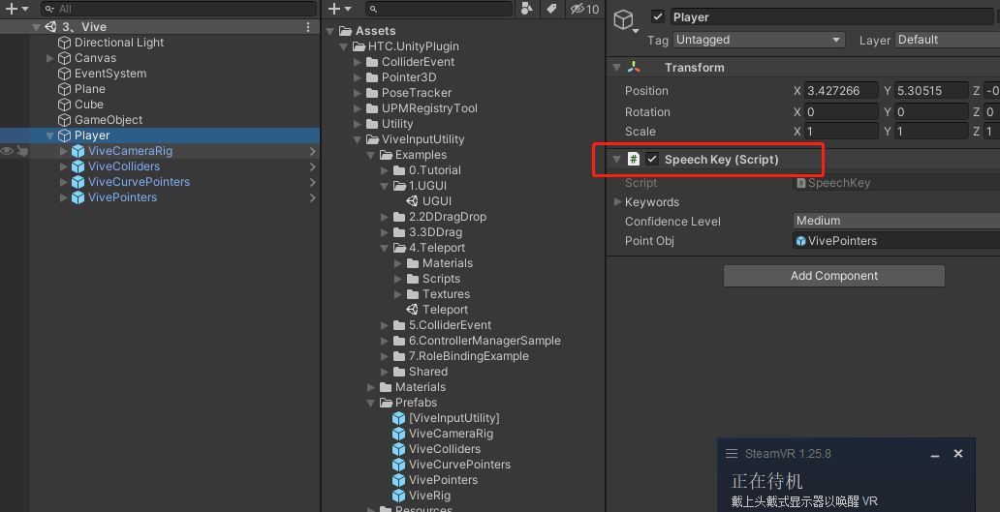 All
3、Vive
Directional Light
Canvas
EventSystem
Plane
Cube
GameObject
Player
ViveCameraRig
ViveColliders
ViveCurvePointers
VivePointers
10
Assets
HTC.UnityPlugin
ColliderEvent
Pointer3D
PoseTracker
UPMRegistryTool
Utility
ViveInputUtility
Examples
0.Tutorial
1.UGUI
UGUI
2.2DDragDrop
3.3DDrag
4.Teleport
Materials
Scripts
Textures
Teleport
5.ColliderEvent
6.ControllerManagerSample
7.RoleBindingExample
Shared
Materials
Prefabs
[ViveInputUtility]
ViveCameraRig
ViveColliders
ViveCurvePointers
VivePointers
ViveRig
Resources
Player
Tag Untagged Layer Default
Transform
Position X 3.427266 Y 5.30515 Z -0
Rotation X 0 Y 0 Z 0
Scale X 1 Y 1 Z 1
# Speech Key (Script)
Script SpeechKey
Keywords
Confidence Level Medium
Point Obj VivePointers
Add Component
SteamVR 1.25.8
正在待机
戴上头戴式显示器以唤醒 VR